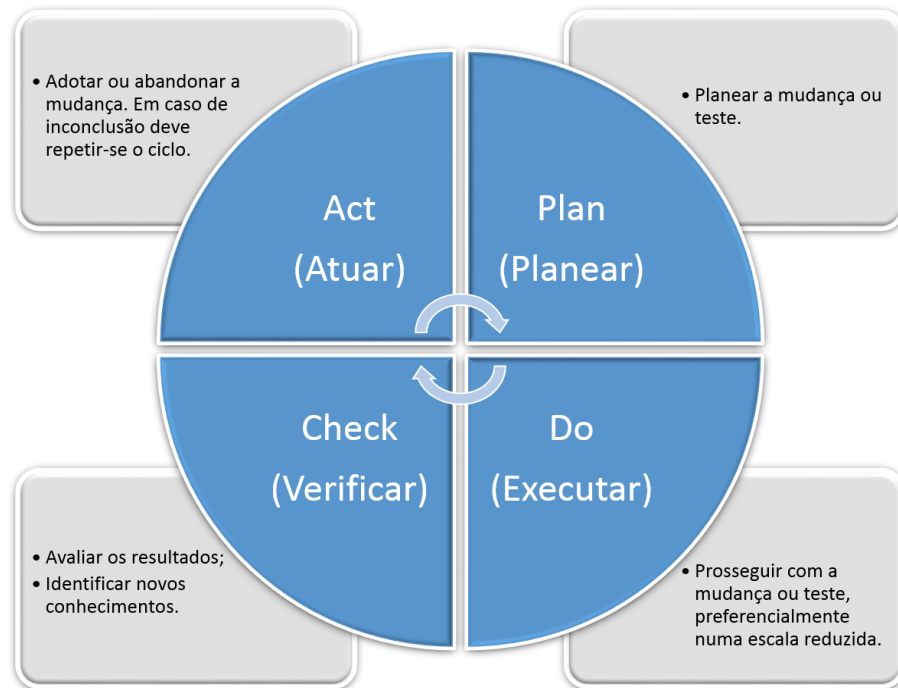 • Adotar ou abandonar a
mudança. Em caso de
inconclusão deve
repetir-se o ciclo.
Act
(Atuar)
Plan
(Planear)
• Planear a mudança ou
teste.
Check
(Verificar)
Do
(Executar)
• Avaliar os resultados;
• Identificar novos
conhecimentos.
• Prosseguir com a
mudança ou teste,
preferencialmente
numa escala reduzida.